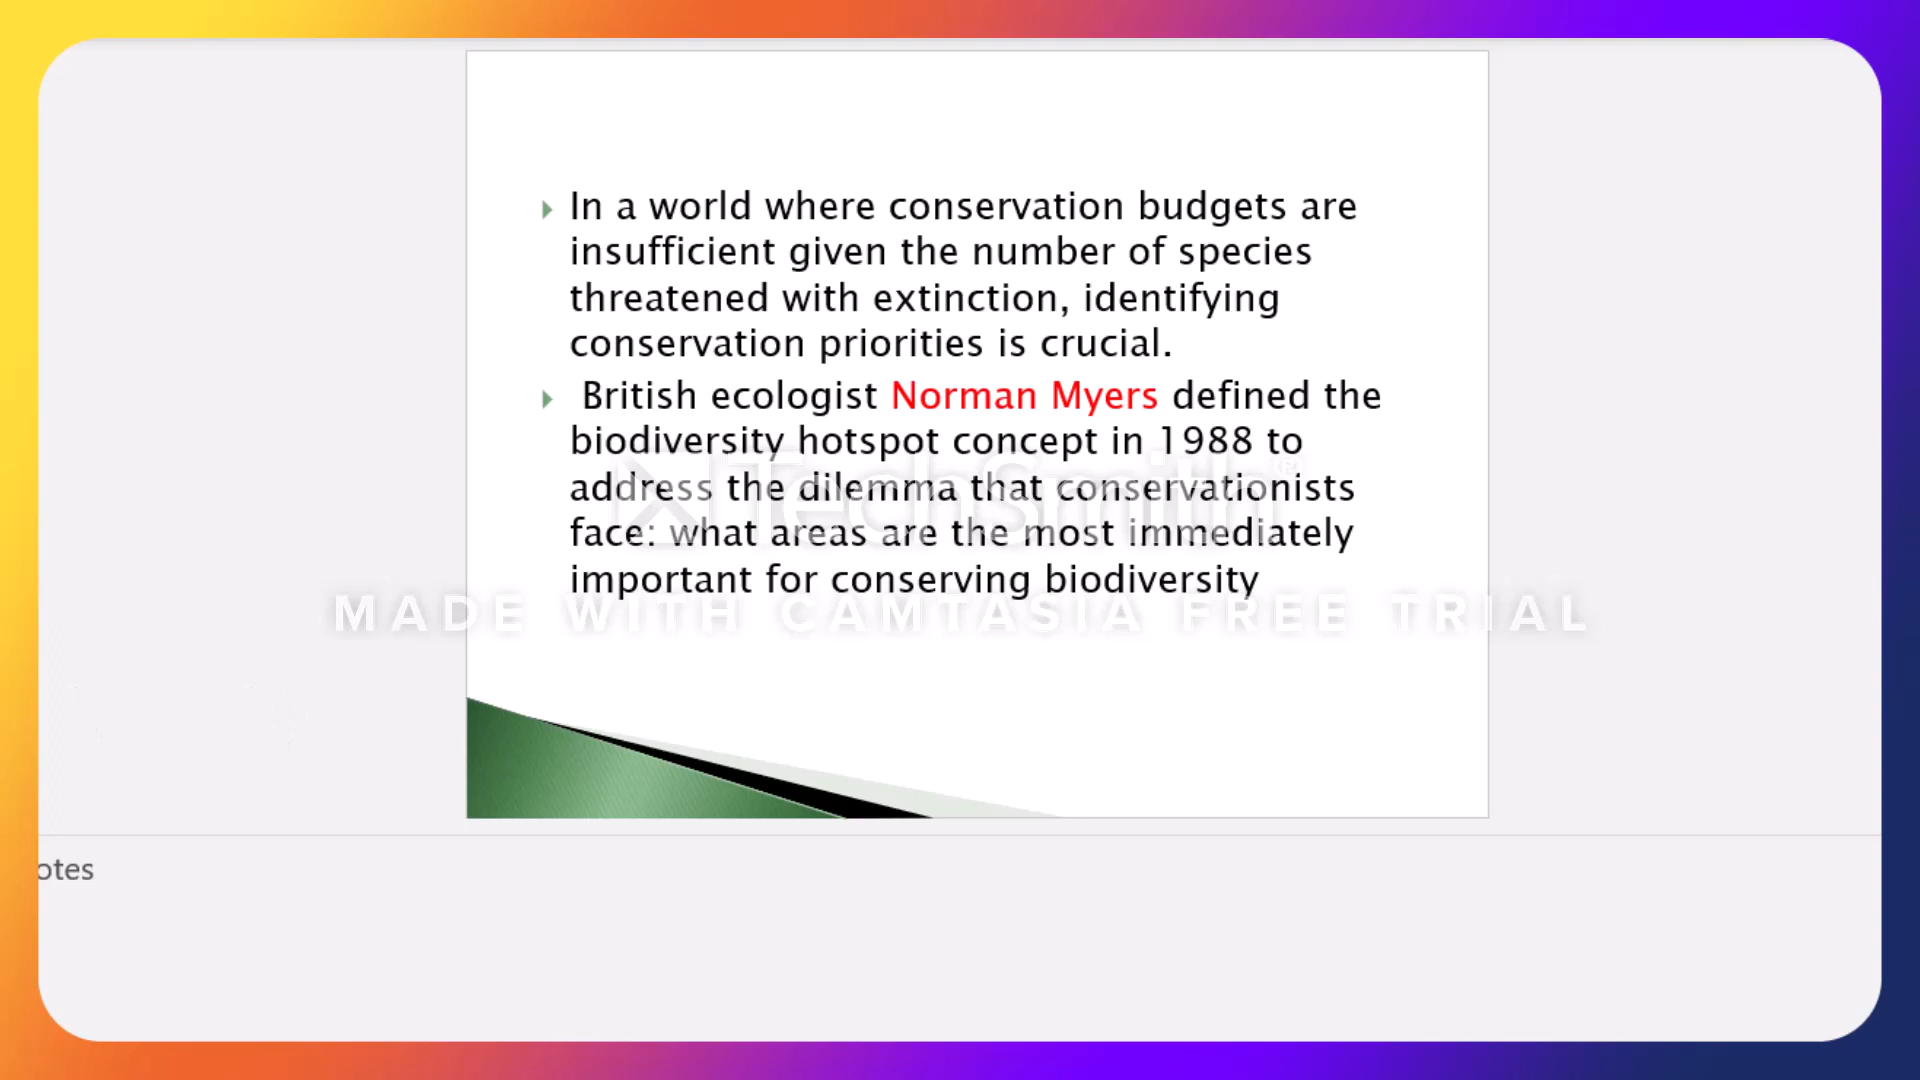 In a world where conservation budgets are
insufficient given the number of species
threatened with extinction, identifying
conservation priorities is crucial.
British ecologist Norman Myers defined the
biodiversity hotspot concept in 1988 to
address the dilemma that conservationists
face: what areas are the most immediately
important for conserving biodiversity
TechSmith®
MADE WITH CAMTASIA FREE TRIAL
otes